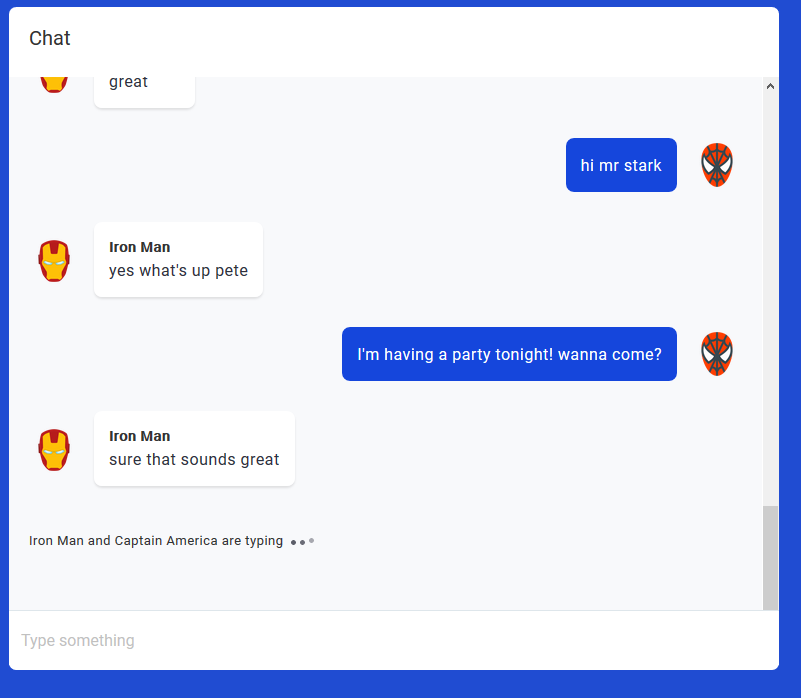 Chat
great
hi mr stark
Iron Man
yes what's up pete
I'm having a party tonight! wanna come?
Iron Man
sure that sounds great
Iron Man and Captain America are typing
Type something